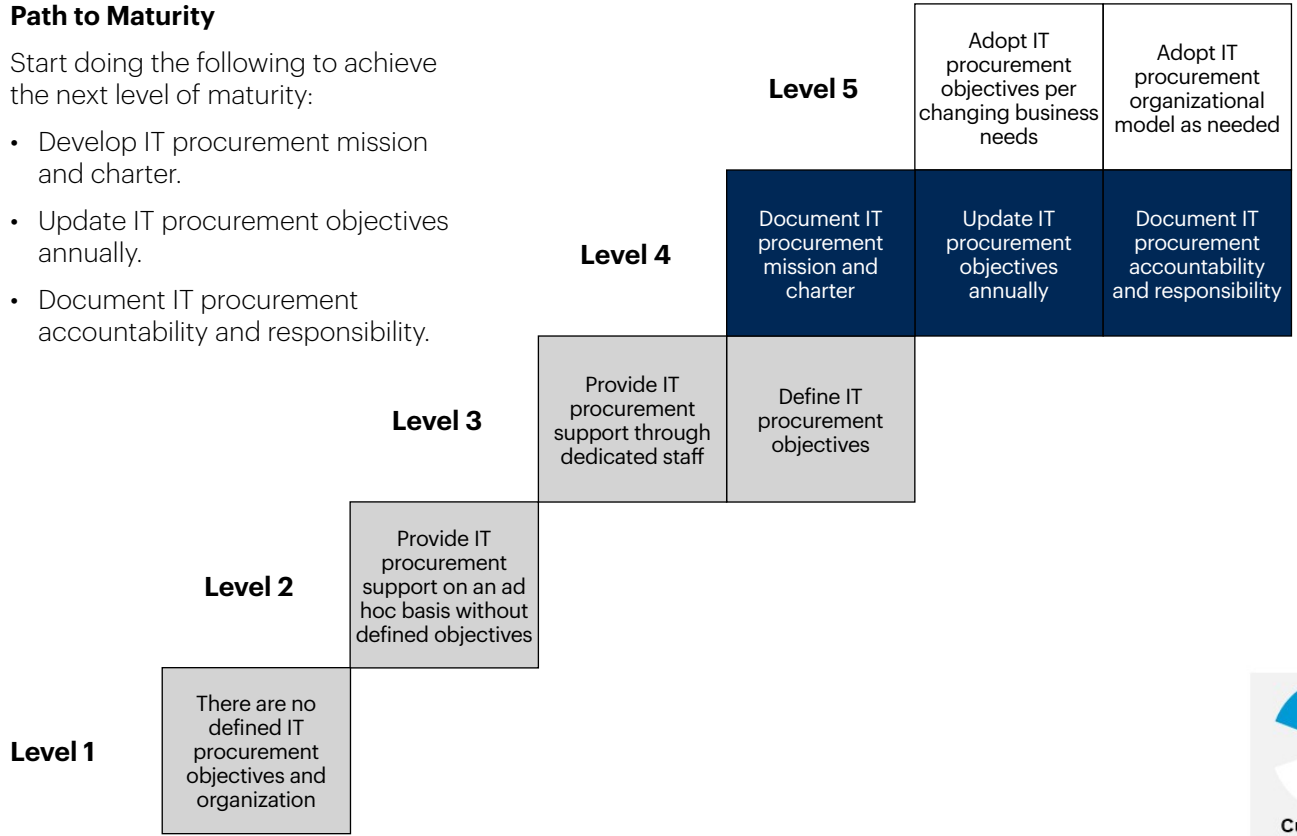 Path to Maturity
Start doing the following to achieve
the next level of maturity:
• Develop IT procurement mission
and charter.
• Update IT procurement objectives
annually.
• Document IT procurement
accountability and responsibility.
Level 5
Adopt IT
procurement
objectives per
changing business
needs
Adopt IT
procurement
organizational
model as needed
Level 4
Document IT
procurement
mission and
charter
Update IT
procurement
objectives
annually
Document IT
procurement
accountability
and responsibility
Level 3
Provide IT
procurement
support through
dedicated staff
Define IT
procurement
objectives
Level 2
Provide IT
procurement
support on an ad
hoc basis without
defined objectives
Level 1
There are no
defined IT
procurement
objectives and
organization